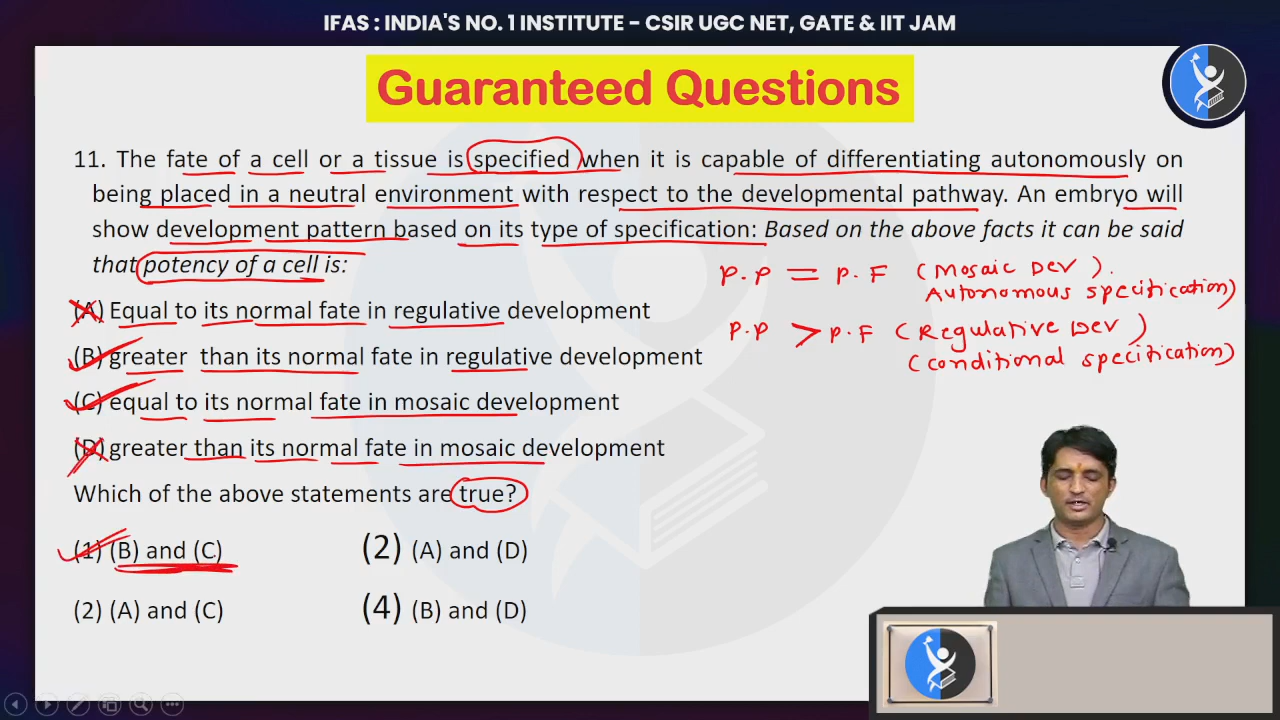 IFAS : INDIA'S NO. 1 INSTITUTE - CSIR UGC NET, GATE & IIT JAM
Guaranteed Questions
11. The fate of a cell or a tissue is specified when it is capable of differentiating autonomously on
being placed in a neutral environment with respect to the developmental pathway. An embryo will
show development pattern based on its type of specification: Based on the above facts it can be said
that potency of a cell is:
P.P = P.F (Mosaic Dev).
Autonomous specification)
(A) Equal to its normal fate in regulative development
P.P > P.F (Regulative Dev)
(B) greater than its normal fate in regulative development
(conditional specification)
(C) equal to its normal fate in mosaic development
(D) greater than its normal fate in mosaic development
Which of the above statements are true?
(1) (B) and (C) (2) (A) and (D)
(2) (A) and (C) (4) (B) and (D)